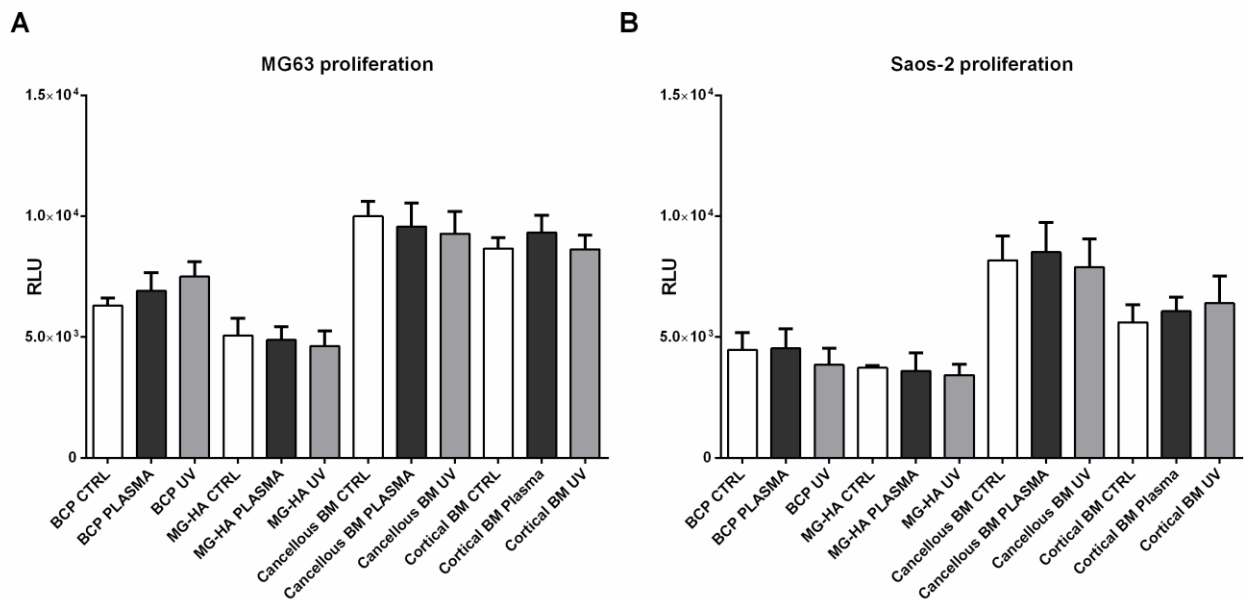 A
MG63 proliferation
1.5×10⁴
1.0×10⁴
5.0×10³
0
RLU
BCP CTRL
BCP PLASMA
BCP UV
MG-HA CTRL
MG-HA PLASMA
MG-HA UV
Cancellous BM CTRL
Cancellous BM PLASMA
Cancellous BM UV
Cortical BM CTRL
Cortical BM Plasma
Cortical BM UV
B
Saos-2 proliferation
1.5×10⁴
1.0×10⁴
5.0×10³
0
RLU
BCP CTRL
BCP PLASMA
BCP UV
MG-HA CTRL
MG-HA PLASMA
MG-HA UV
Cancellous BM CTRL
Cancellous BM PLASMA
Cancellous BM UV
Cortical BM CTRL
Cortical BM Plasma
Cortical BM UV